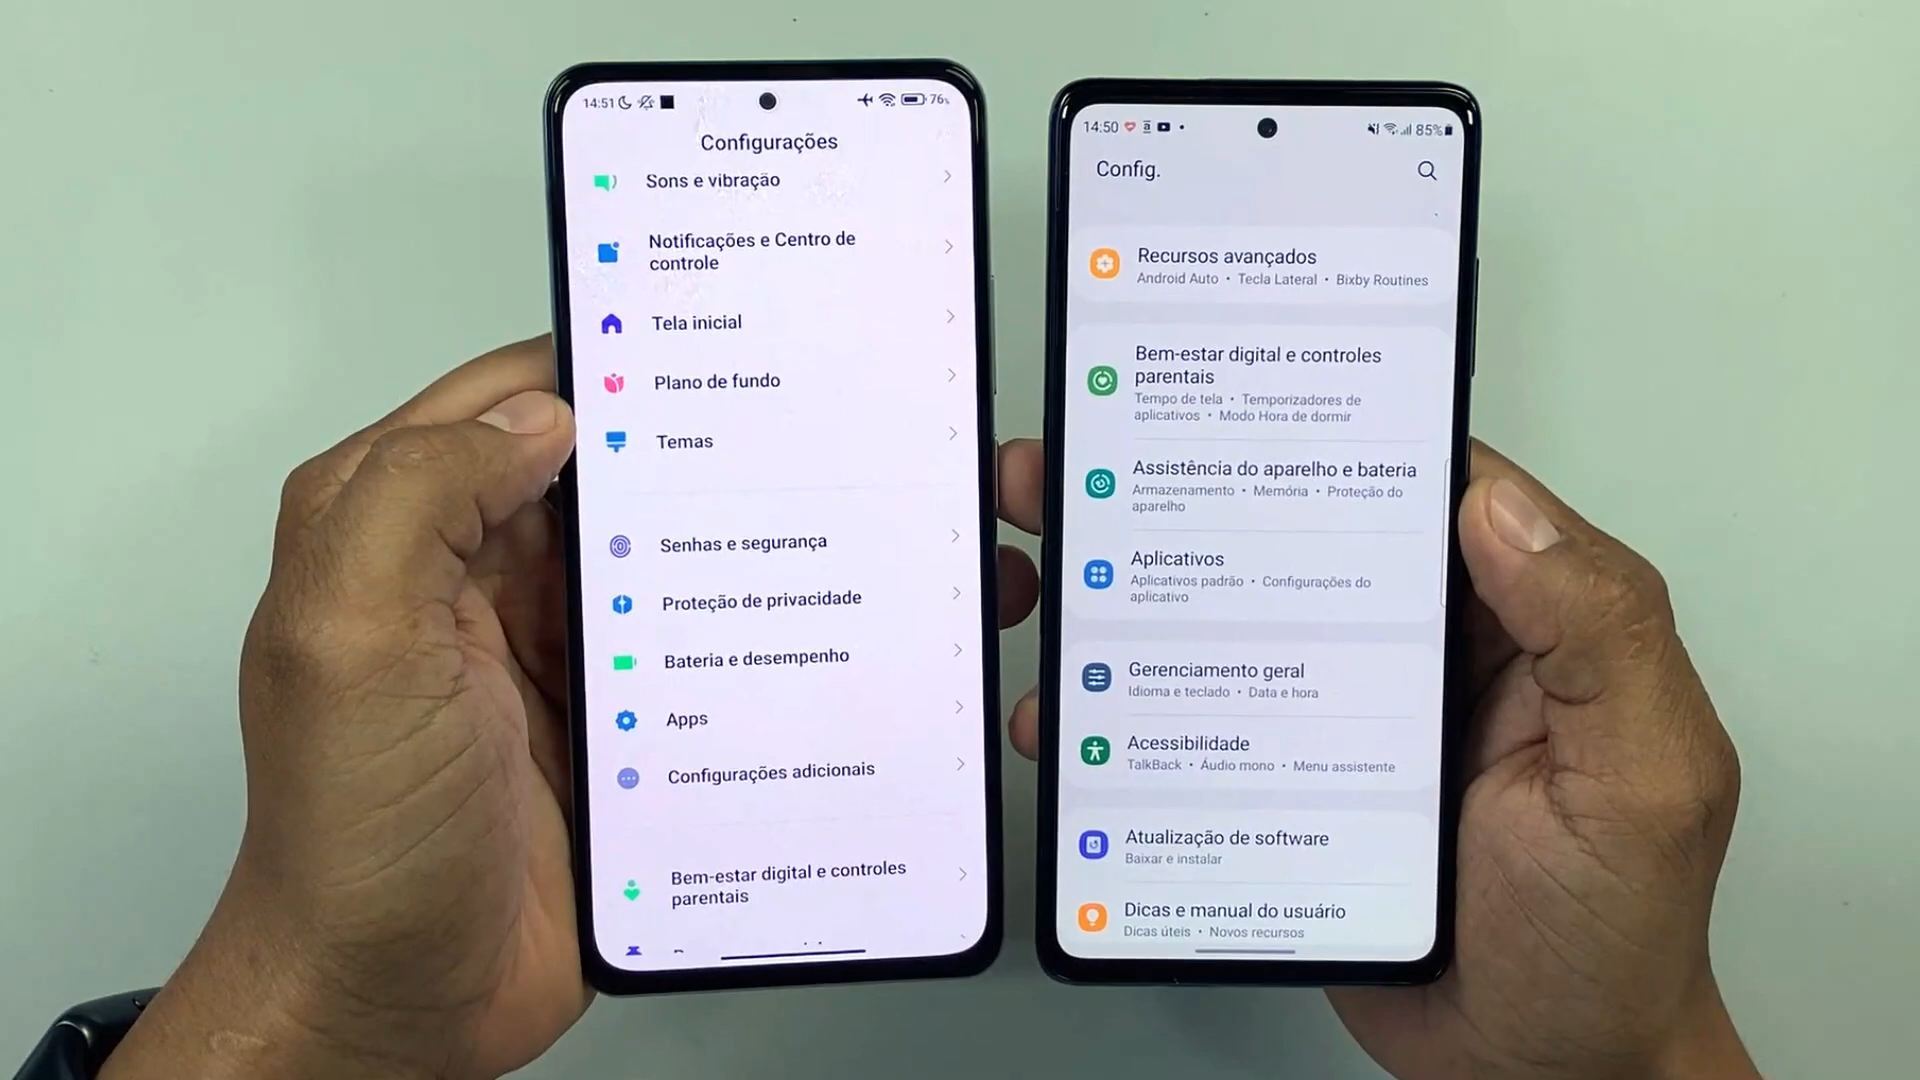 14:51
76%
Configurações
Sons e vibração
Notificações e Centro de
controle
Tela inicial
Plano de fundo
Temas
Senhas e segurança
Proteção de privacidade
Bateria e desempenho
Apps
Configurações adicionais
Bem-estar digital e controles
parentais
14:50
85%
Config.
Recursos avançados
Android Auto • Tecla Lateral • Bixby Routines
Bem-estar digital e controles
parentais
Tempo de tela • Temporizadores de
aplicativos • Modo Hora de dormir
Assistência do aparelho e bateria
Armazenamento • Memória • Proteção do
aparelho
Aplicativos
Aplicativos padrão • Configurações do
aplicativo
Gerenciamento geral
Idioma e teclado • Data e hora
Acessibilidade
TalkBack • Áudio mono • Menu assistente
Atualização de software
Baixar e instalar
Dicas e manual do usuário
Dicas úteis • Novos recursos